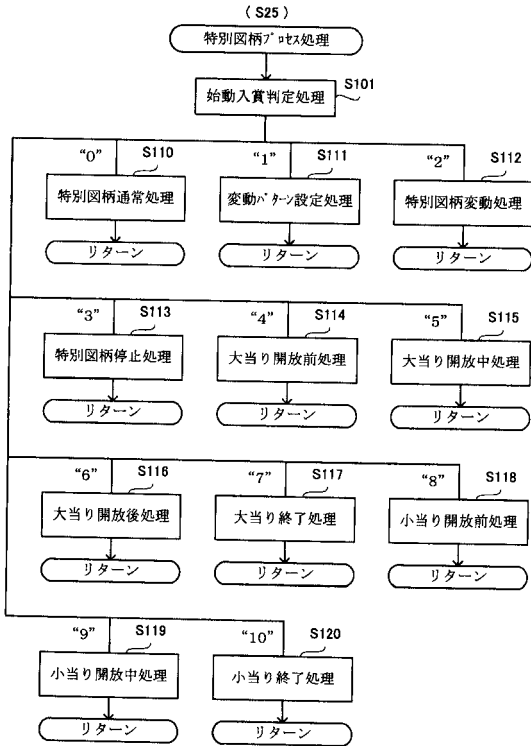 (S25)
特別図柄ﾌﾟﾛｾｽ処理
S101
始動入賞判定処理
“0” S110 “1” S111 “2” S112
特別図柄通常処理 変動ﾊﾟﾀｰﾝ設定処理 特別図柄変動処理
リターン リターン リターン
“3” S113 “4” S114 “5” S115
特別図柄停止処理 大当り開放前処理 大当り開放中処理
リターン リターン リターン
“6” S116 “7” S117 “8” S118
大当り開放後処理 大当り終了処理 小当り開放前処理
リターン リターン リターン
“9” S119 “10” S120
小当り開放中処理 小当り終了処理
リターン リターン